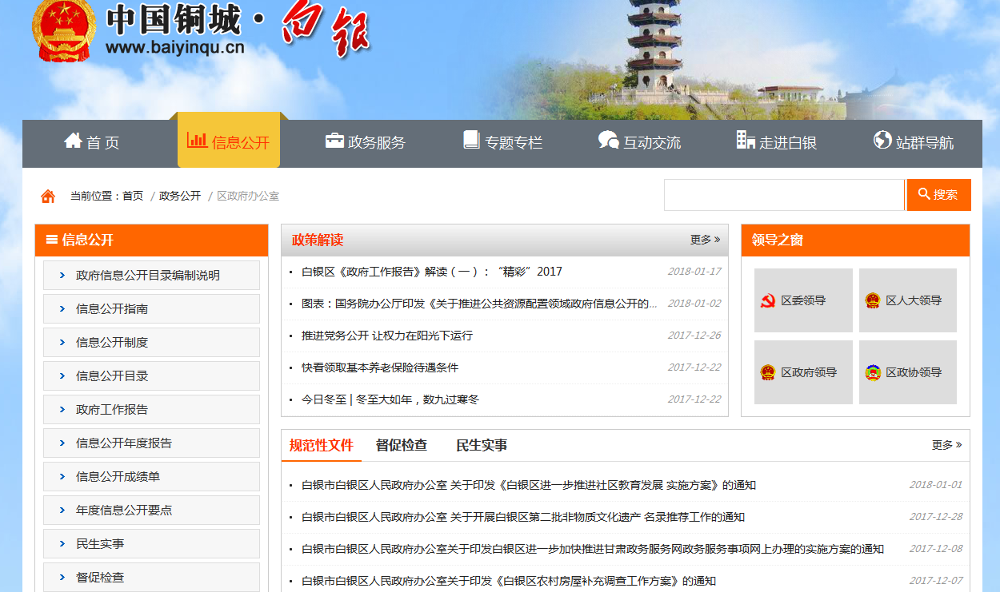 中国铜城·白银
www.baiyinqu.cn
首 页
信息公开
政务服务
专题专栏
互动交流
走进白银
站群导航
当前位置：首页 / 政务公开 / 区政府办公室
搜索
信息公开
政府信息公开目录编制说明
信息公开指南
信息公开制度
信息公开目录
政府工作报告
信息公开年度报告
信息公开成绩单
年度信息公开要点
民生实事
督促检查
政策解读 更多 »
白银区《政府工作报告》解读（一）：“精彩”2017 2018-01-17
图表：国务院办公厅印发《关于推进公共资源配置领域政府信息公开的... 2018-01-02
推进党务公开 让权力在阳光下运行 2017-12-26
快看领取基本养老保险待遇条件 2017-12-22
今日冬至 | 冬至大如年，数九过寒冬 2017-12-22
领导之窗
区委领导
区人大领导
区政府领导
区政协领导
规范性文件 督促检查 民生实事 更多 »
白银市白银区人民政府办公室 关于印发《白银区进一步推进社区教育发展 实施方案》的通知 2018-01-01
白银市白银区人民政府办公室 关于开展白银区第二批非物质文化遗产 名录推荐工作的通知 2017-12-28
白银市白银区人民政府办公室关于印发白银区进一步加快推进甘肃政务服务网政务服务事项网上办理的实施方案的通知 2017-12-08
白银市白银区人民政府办公室关于印发《白银区农村房屋补充调查工作方案》的通知 2017-12-07